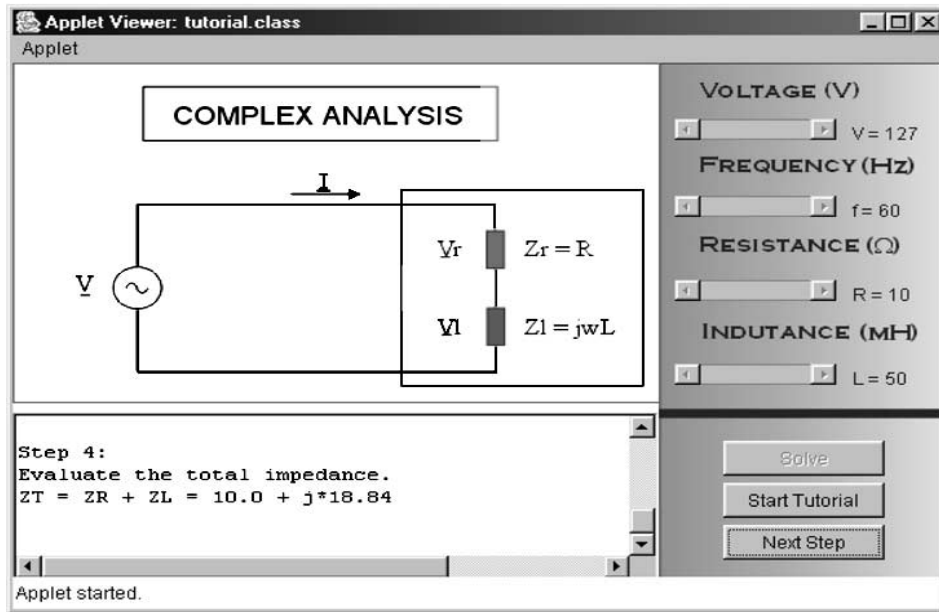 Applet Viewer: tutorial.class
Applet
COMPLEX ANALYSIS
I
V
Vr
Zr = R
Vl
Zl = jwL
VOLTAGE (V)
V = 127
FREQUENCY (HZ)
f = 60
RESISTANCE (Ω)
R = 10
INDUTANCE (MH)
L = 50
Step 4:
Evaluate the total impedance.
ZT = ZR + ZL = 10.0 + j*18.84
Solve
Start Tutorial
Next Step
Applet started.